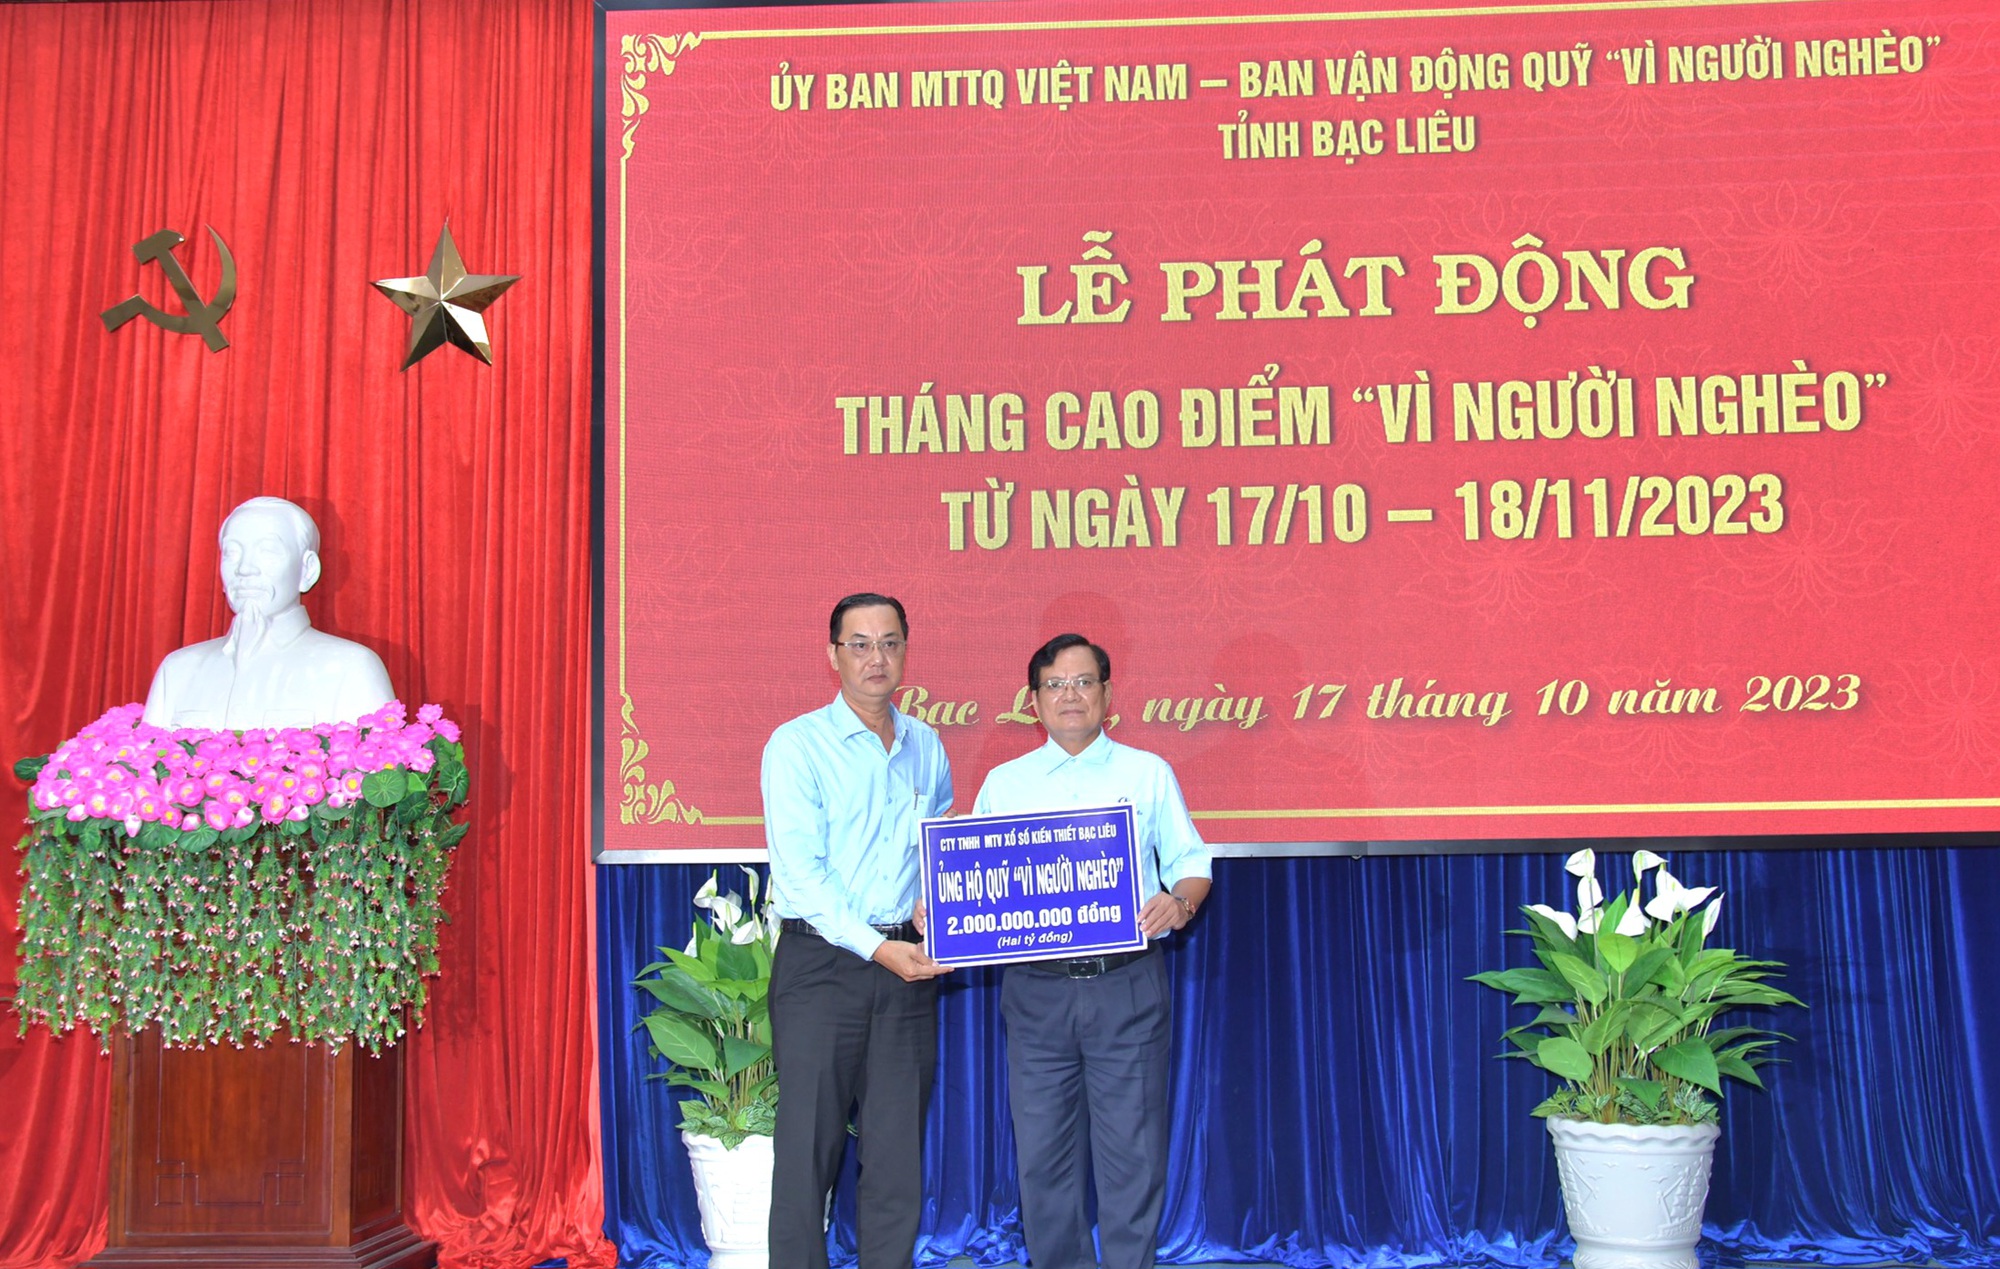 ỦY BAN MTTQ VIỆT NAM – BAN VẬN ĐỘNG QUỸ “VÌ NGƯỜI NGHÈO”
TỈNH BẠC LIÊU
LỄ PHÁT ĐỘNG
THÁNG CAO ĐIỂM “VÌ NGƯỜI NGHÈO”
TỪ NGÀY 17/10 – 18/11/2023
Bạc , ngày 17 tháng 10 năm 2023
CTY TNHH MTV XỔ SỐ KIẾN THIẾT BẠC LIÊU
ỦNG HỘ QUỸ “VÌ NGƯỜI NGHÈO”
2.000.000.000 đồng
(Hai tỷ đồng)